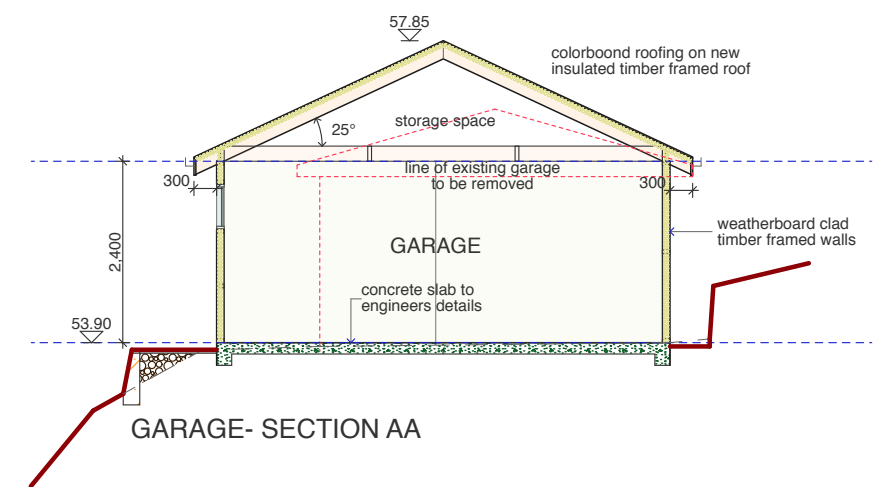 57.85
colorboond roofing on new
insulated timber framed roof
25°
storage space
300
line of existing garage
to be removed
300
2,400
weatherboard clad
timber framed walls
GARAGE
concrete slab to
engineers details
53.90
GARAGE- SECTION AA